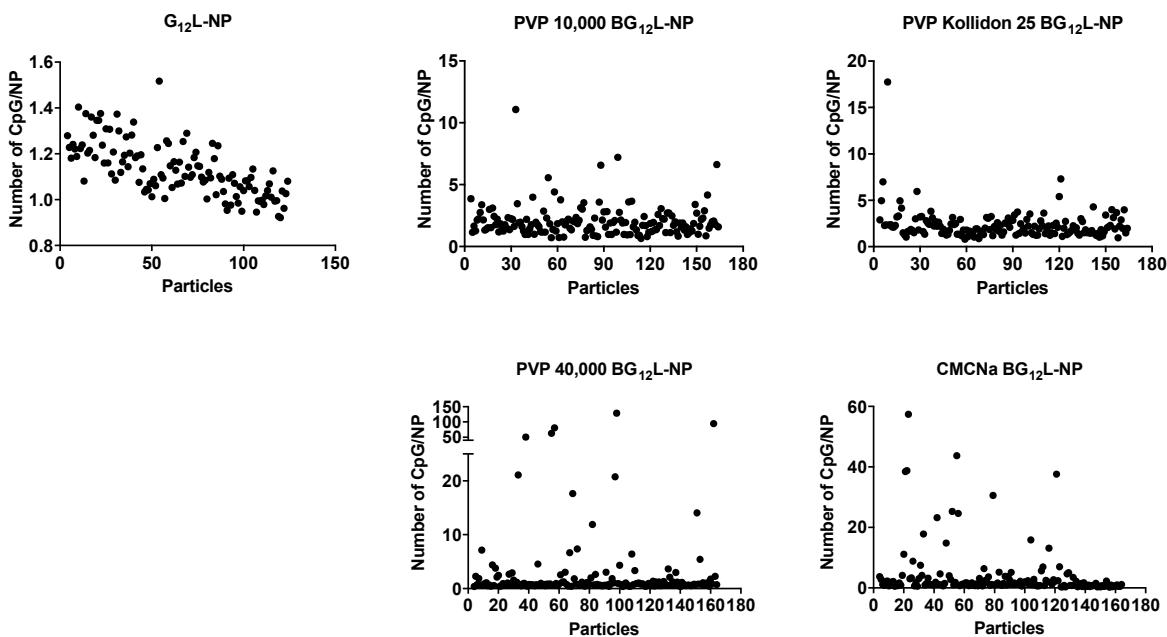 G₁₂L-NP
Number of CpG/NP
1.6
1.4
1.2
1.0
0.8
0 50 100 150
Particles
PVP 10,000 BG₁₂L-NP
Number of CpG/NP
15
10
5
0
0 30 60 90 120 150 180
Particles
PVP Kollidon 25 BG₁₂L-NP
Number of CpG/NP
20
15
10
5
0
0 30 60 90 120 150 180
Particles
PVP 40,000 BG₁₂L-NP
Number of CpG/NP
150
100
50
20
10
0
0 20 40 60 80 100 120 140 160 180
Particles
CMCNa BG₁₂L-NP
Number of CpG/NP
60
40
20
0
0 20 40 60 80 100 120 140 160 180
Particles